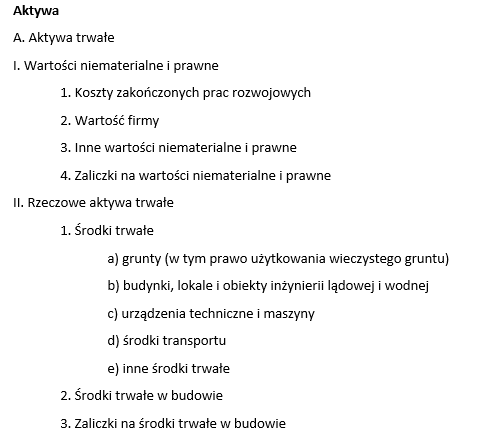 Aktywa
A. Aktywa trwałe
I. Wartości niematerialne i prawne
1. Koszty zakończonych prac rozwojowych
2. Wartość firmy
3. Inne wartości niematerialne i prawne
4. Zaliczki na wartości niematerialne i prawne
II. Rzeczowe aktywa trwałe
1. Środki trwałe
a) grunty (w tym prawo użytkowania wieczystego gruntu)
b) budynki, lokale i obiekty inżynierii lądowej i wodnej
c) urządzenia techniczne i maszyny
d) środki transportu
e) inne środki trwałe
2. Środki trwałe w budowie
3. Zaliczki na środki trwałe w budowie